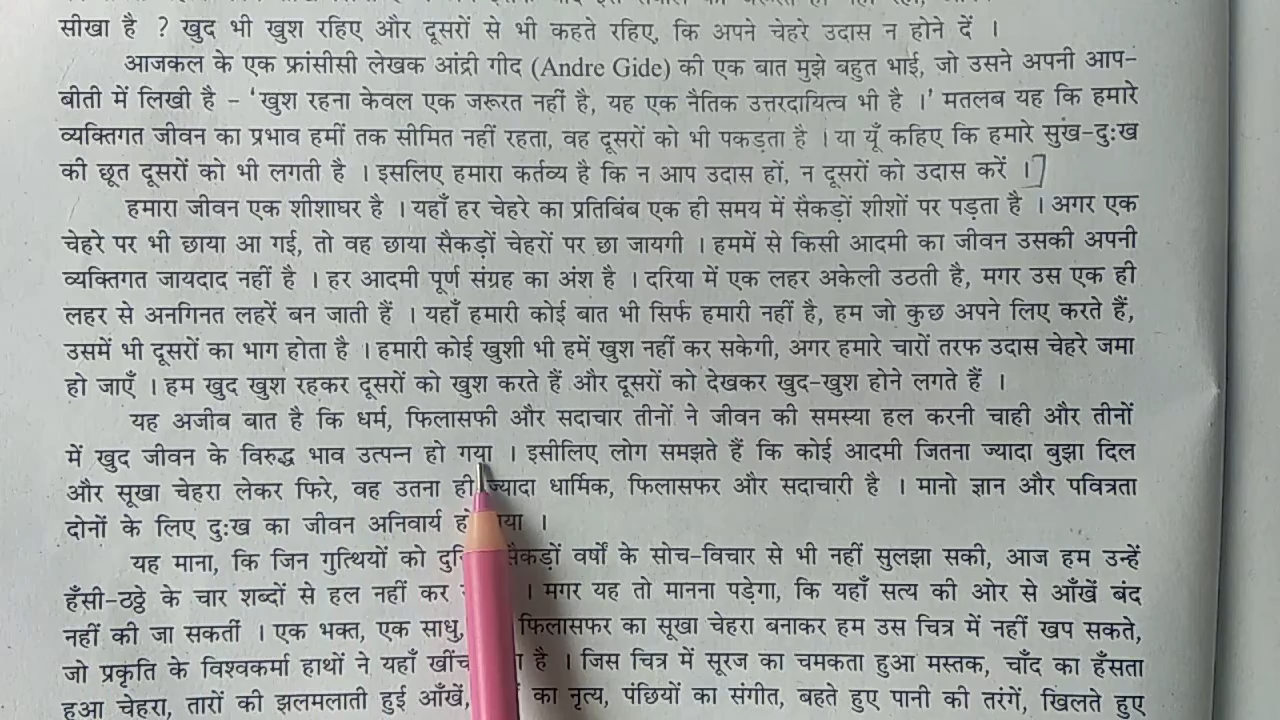 सीखा है ? खुद भी खुश रहिए और दूसरों से भी कहते रहिए, कि अपने चेहरे उदास न होने दें ।
आजकल के एक फ्रांसीसी लेखक आंद्री गीद (Andre Gide) की एक बात मुझे बहुत भाई, जो उसने अपनी आप-
बीती में लिखी है – 'खुश रहना केवल एक जरूरत नहीं है, यह एक नैतिक उत्तरदायित्व भी है ।' मतलब यह कि हमारे
व्यक्तिगत जीवन का प्रभाव हमीं तक सीमित नहीं रहता, वह दूसरों को भी पकड़ता है । या यूँ कहिए कि हमारे सुख-दुःख
की छूत दूसरों को भी लगती है । इसलिए हमारा कर्तव्य है कि न आप उदास हों, न दूसरों को उदास करें ।
हमारा जीवन एक शीशाघर है । यहाँ हर चेहरे का प्रतिबिंब एक ही समय में सैकड़ों शीशों पर पड़ता है । अगर एक
चेहरे पर भी छाया आ गई, तो वह छाया सैकड़ों चेहरों पर छा जायगी । हममें से किसी आदमी का जीवन उसकी अपनी
व्यक्तिगत जायदाद नहीं है । हर आदमी पूर्ण संग्रह का अंश है । दरिया में एक लहर अकेली उठती है, मगर उस एक ही
लहर से अनगिनत लहरें बन जाती हैं । यहाँ हमारी कोई बात भी सिर्फ हमारी नहीं है, हम जो कुछ अपने लिए करते हैं,
उसमें भी दूसरों का भाग होता है । हमारी कोई खुशी भी हमें खुश नहीं कर सकेगी, अगर हमारे चारों तरफ उदास चेहरे जमा
हो जाएँ । हम खुद खुश रहकर दूसरों को खुश करते हैं और दूसरों को देखकर खुद-खुश होने लगते हैं ।
यह अजीब बात है कि धर्म, फिलासफी और सदाचार तीनों ने जीवन की समस्या हल करनी चाही और तीनों
में खुद जीवन के विरुद्ध भाव उत्पन्न हो गया । इसीलिए लोग समझते हैं कि कोई आदमी जितना ज्यादा बुझा दिल
और सूखा चेहरा लेकर फिरे, वह उतना ही ज्यादा धार्मिक, फिलासफर और सदाचारी है । मानो ज्ञान और पवित्रता
दोनों के लिए दुःख का जीवन अनिवार्य हो गया ।
यह माना, कि जिन गुत्थियों को सैकड़ों वर्षों के सोच-विचार से भी नहीं सुलझा सकी, आज हम उन्हें
हँसी-ठठ्ठे के चार शब्दों से हल नहीं कर । मगर यह तो मानना पड़ेगा, कि यहाँ सत्य की ओर से आँखें बंद
नहीं की जा सकतीं । एक भक्त, एक साधु, फिलासफर का सूखा चेहरा बनाकर हम उस चित्र में नहीं खप सकते,
जो प्रकृति के विश्वकर्मा हाथों ने यहाँ है । जिस चित्र में सूरज का चमकता हुआ मस्तक, चाँद का हँसता
हुआ चेहरा, तारों की झलमलाती हुई आँखें, का नृत्य, पंछियों का संगीत, बहते हुए पानी की तरंगें, खिलते हुए